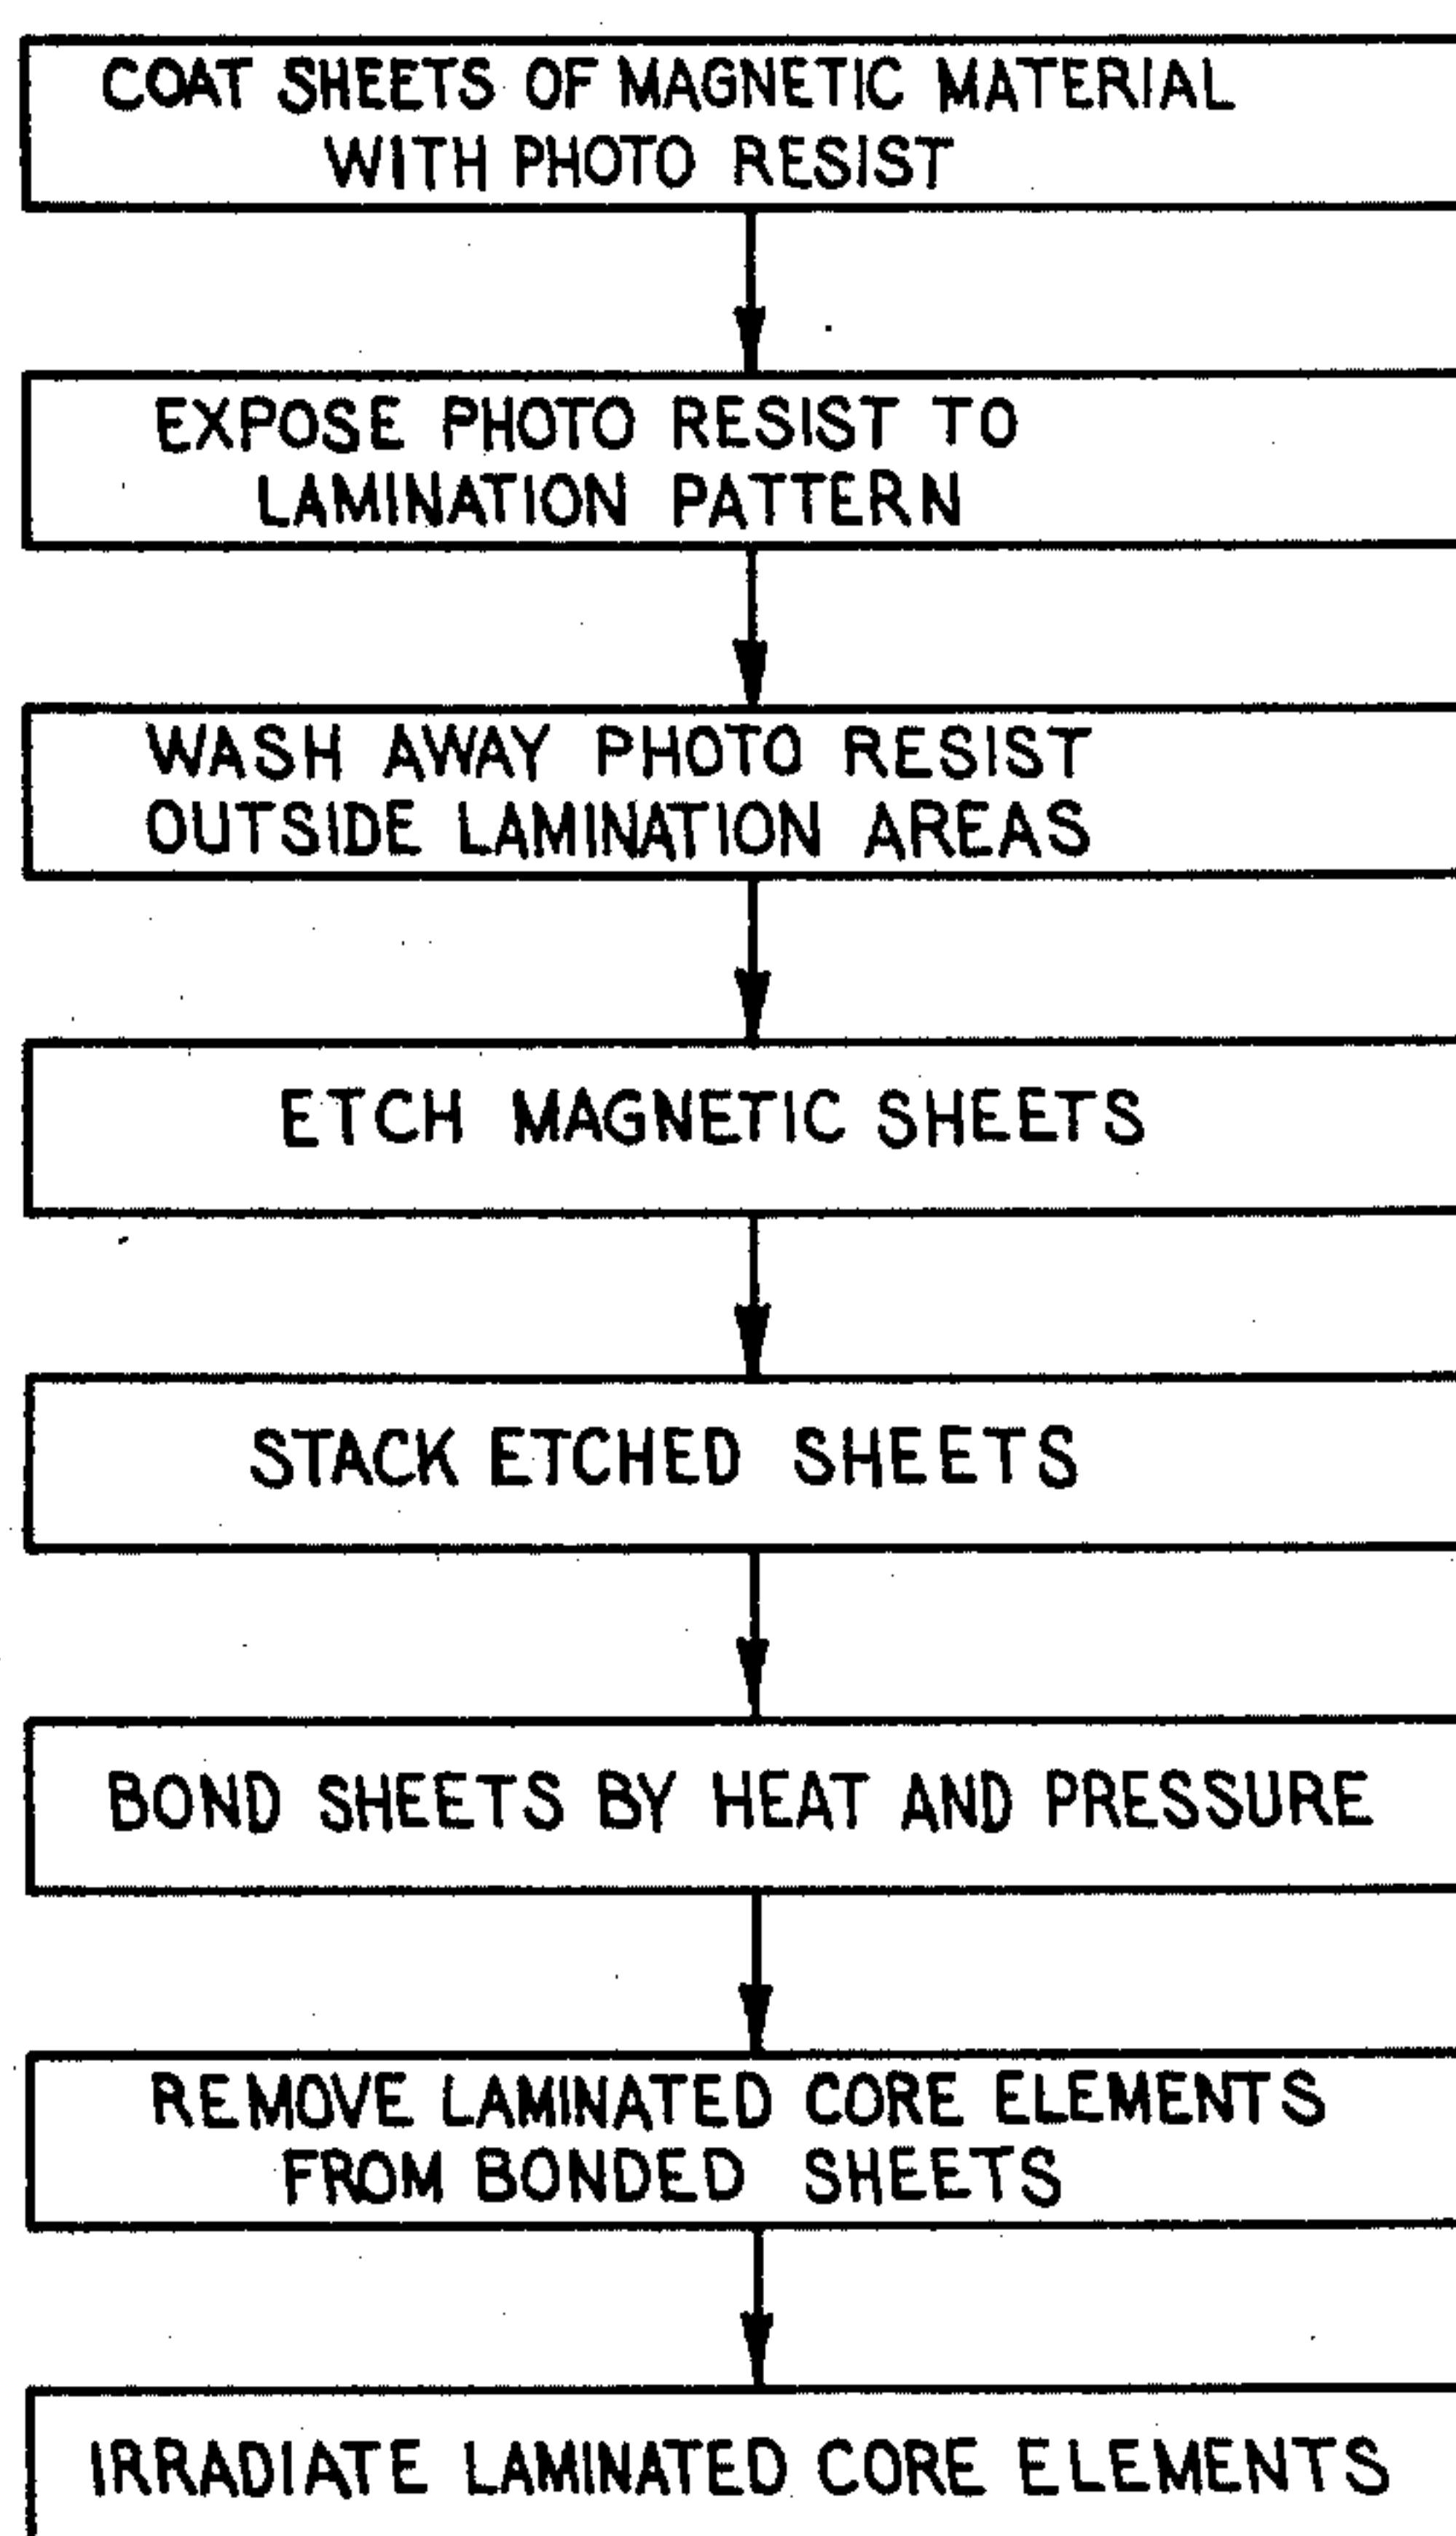 COAT SHEETS OF MAGNETIC MATERIAL
WITH PHOTO RESIST
EXPOSE PHOTO RESIST TO
LAMINATION PATTERN
WASH AWAY PHOTO RESIST
OUTSIDE LAMINATION AREAS
ETCH MAGNETIC SHEETS
STACK ETCHED SHEETS
BOND SHEETS BY HEAT AND PRESSURE
REMOVE LAMINATED CORE ELEMENTS
FROM BONDED SHEETS
IRRADIATE LAMINATED CORE ELEMENTS